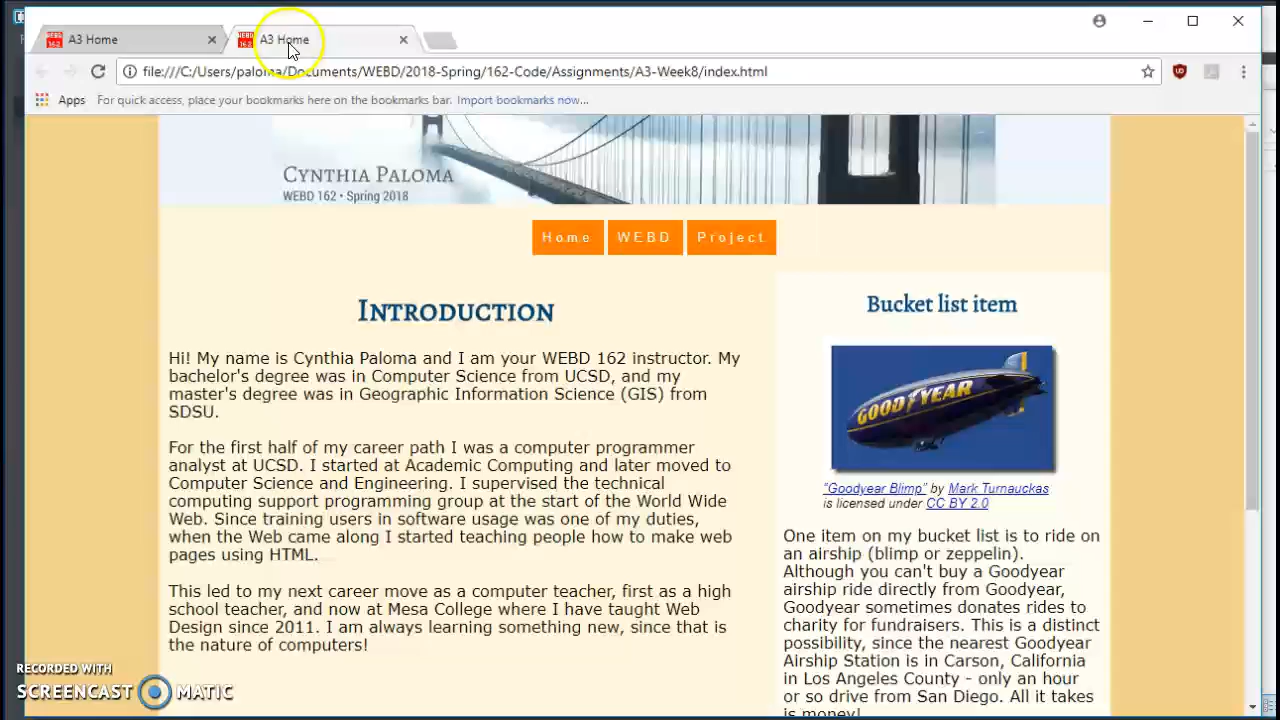 A3 Home
A3 Home
file:///C:/Users/paloma/Documents/WEBD/2018-Spring/162-Code/Assignments/A3-Week8/index.html
Apps For quick access, place your bookmarks here on the bookmarks bar. Import bookmarks now...
CYNTHIA PALOMA
WEBD 162 • Spring 2018
Home WEBD Project
INTRODUCTION
Hi! My name is Cynthia Paloma and I am your WEBD 162 instructor. My
bachelor's degree was in Computer Science from UCSD, and my
master's degree was in Geographic Information Science (GIS) from
SDSU.
For the first half of my career path I was a computer programmer
analyst at UCSD. I started at Academic Computing and later moved to
Computer Science and Engineering. I supervised the technical
computing support programming group at the start of the World Wide
Web. Since training users in software usage was one of my duties,
when the Web came along I started teaching people how to make web
pages using HTML.
This led to my next career move as a computer teacher, first as a high
school teacher, and now at Mesa College where I have taught Web
Design since 2011. I am always learning something new, since that is
the nature of computers!
Bucket list item
GOODYEAR
"Goodyear Blimp" by Mark Turnauckas
is licensed under CC BY 2.0
One item on my bucket list is to ride on
an airship (blimp or zeppelin).
Although you can't buy a Goodyear
airship ride directly from Goodyear,
Goodyear sometimes donates rides to
charity for fundraisers. This is a distinct
possibility, since the nearest Goodyear
Airship Station is in Carson, California
in Los Angeles County - only an hour
or so drive from San Diego. All it takes
is money!
RECORDED WITH
SCREENCAST MATIC